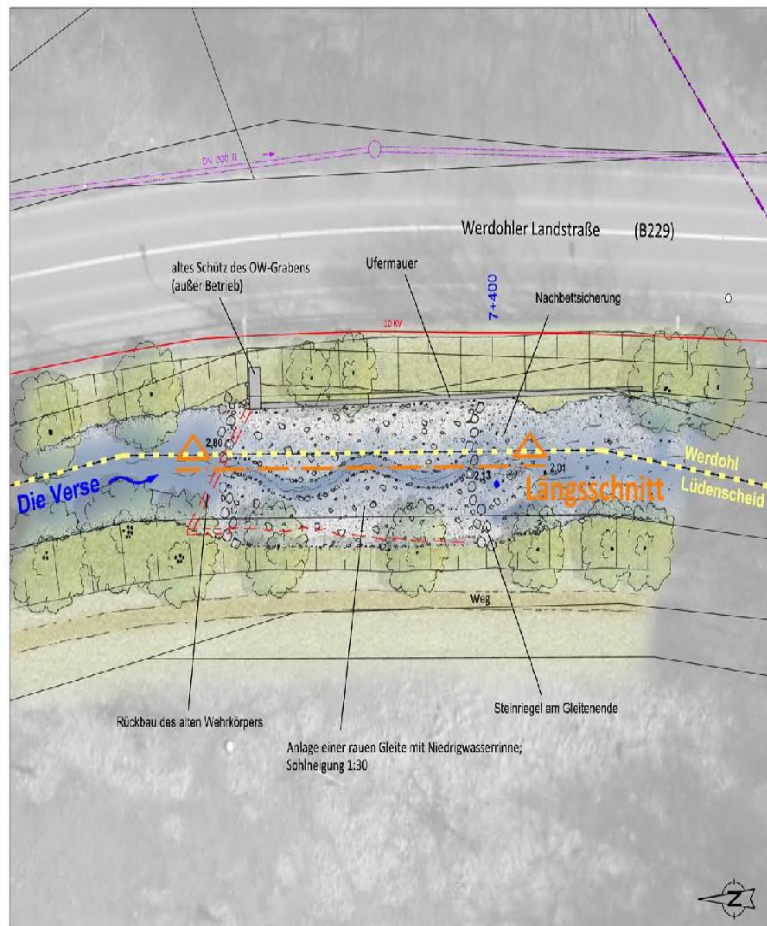 DN 300 B
Werdohler Landstraße (B229)
altes Schütz des OW-Grabens
(außer Betrieb)
Ufermauer
7+400
Nachbettsicherung
10 KV
2,80
Werdohl
2,13
2,01
Die Verse
Längsschnitt
Lüdenscheid
Weg
Rückbau des alten Wehrkörpers
Steinriegel am Gleitenende
Anlage einer rauen Gleite mit Niedrigwasserrinne;
Sohlneigung 1:30
N